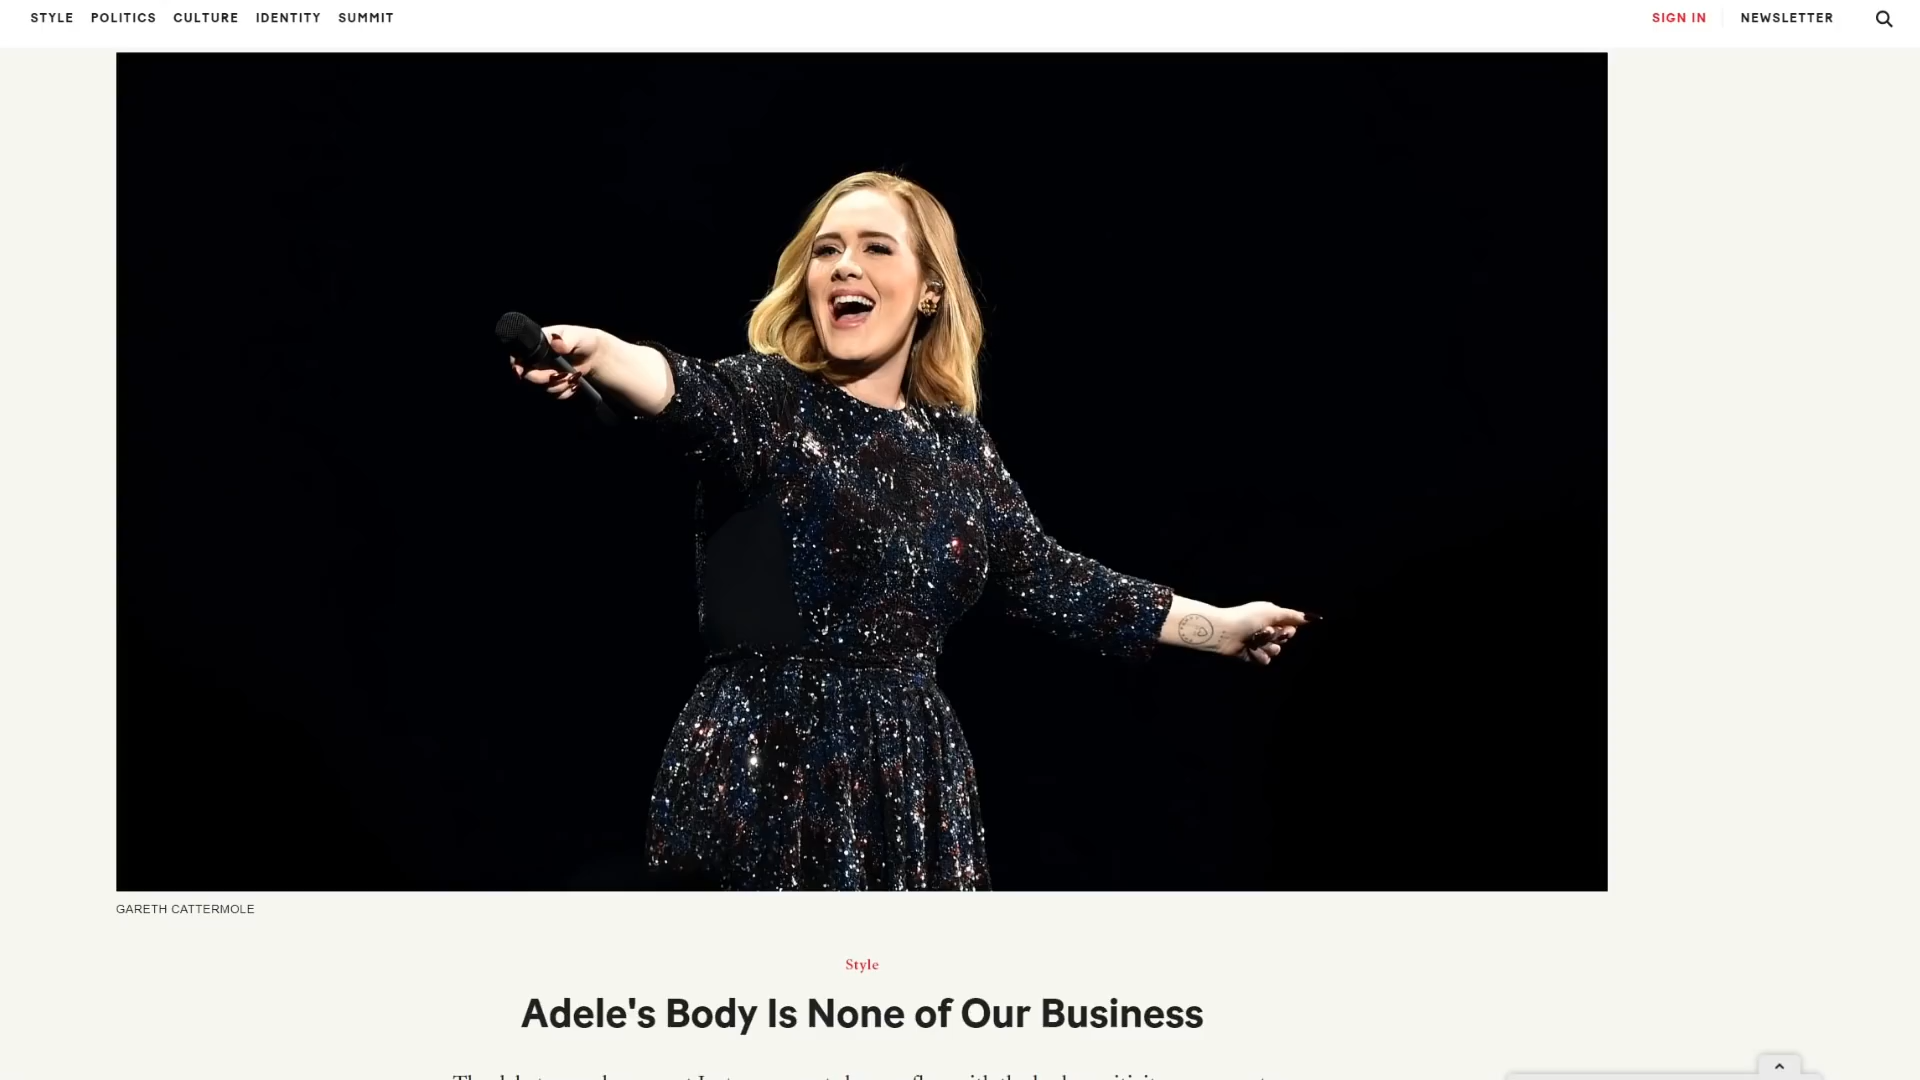 STYLE POLITICS CULTURE IDENTITY SUMMIT SIGN IN NEWSLETTER
GARETH CATTERMOLE
Style
Adele's Body Is None of Our Business